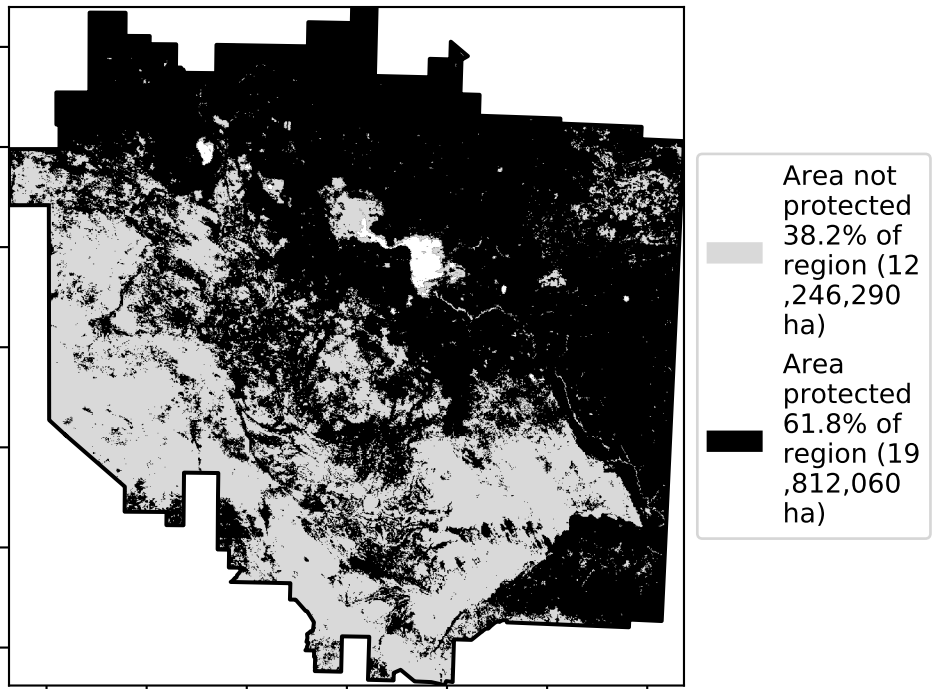 Area not
protected
38.2% of
region (12
,246,290
ha)
Area
protected
61.8% of
region (19
,812,060
ha)